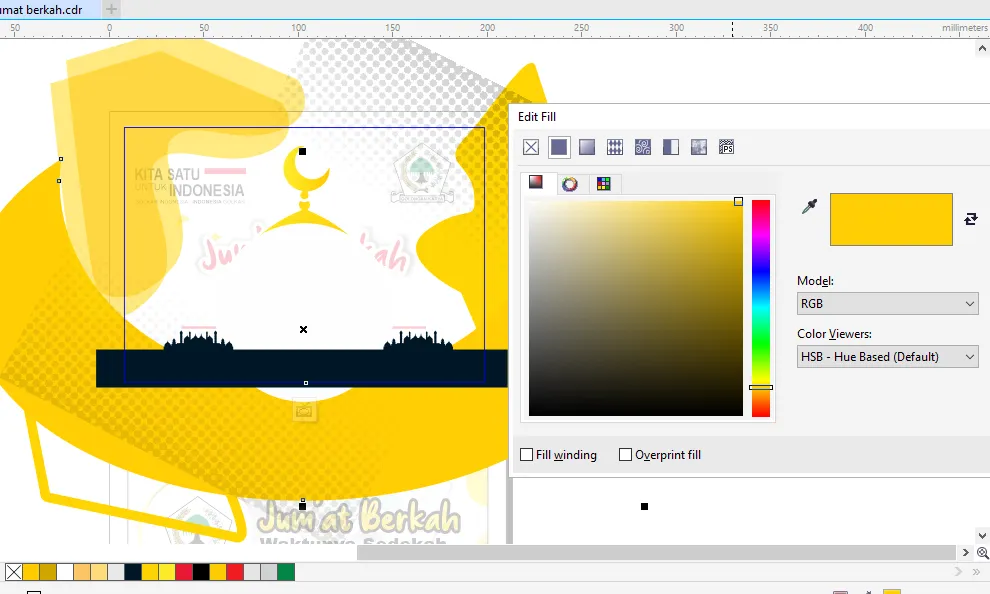 umat berkah.cdr
50 0 50 100 150 200 250 300 350 400 millimeters
Edit Fill
KITA SATU
UNTUK INDONESIA
Jum kah
Model:
RGB
Color Viewers:
HSB - Hue Based (Default)
Fill winding
Overprint fill
Jum at Berkah
Waktunya Sedekah
PS